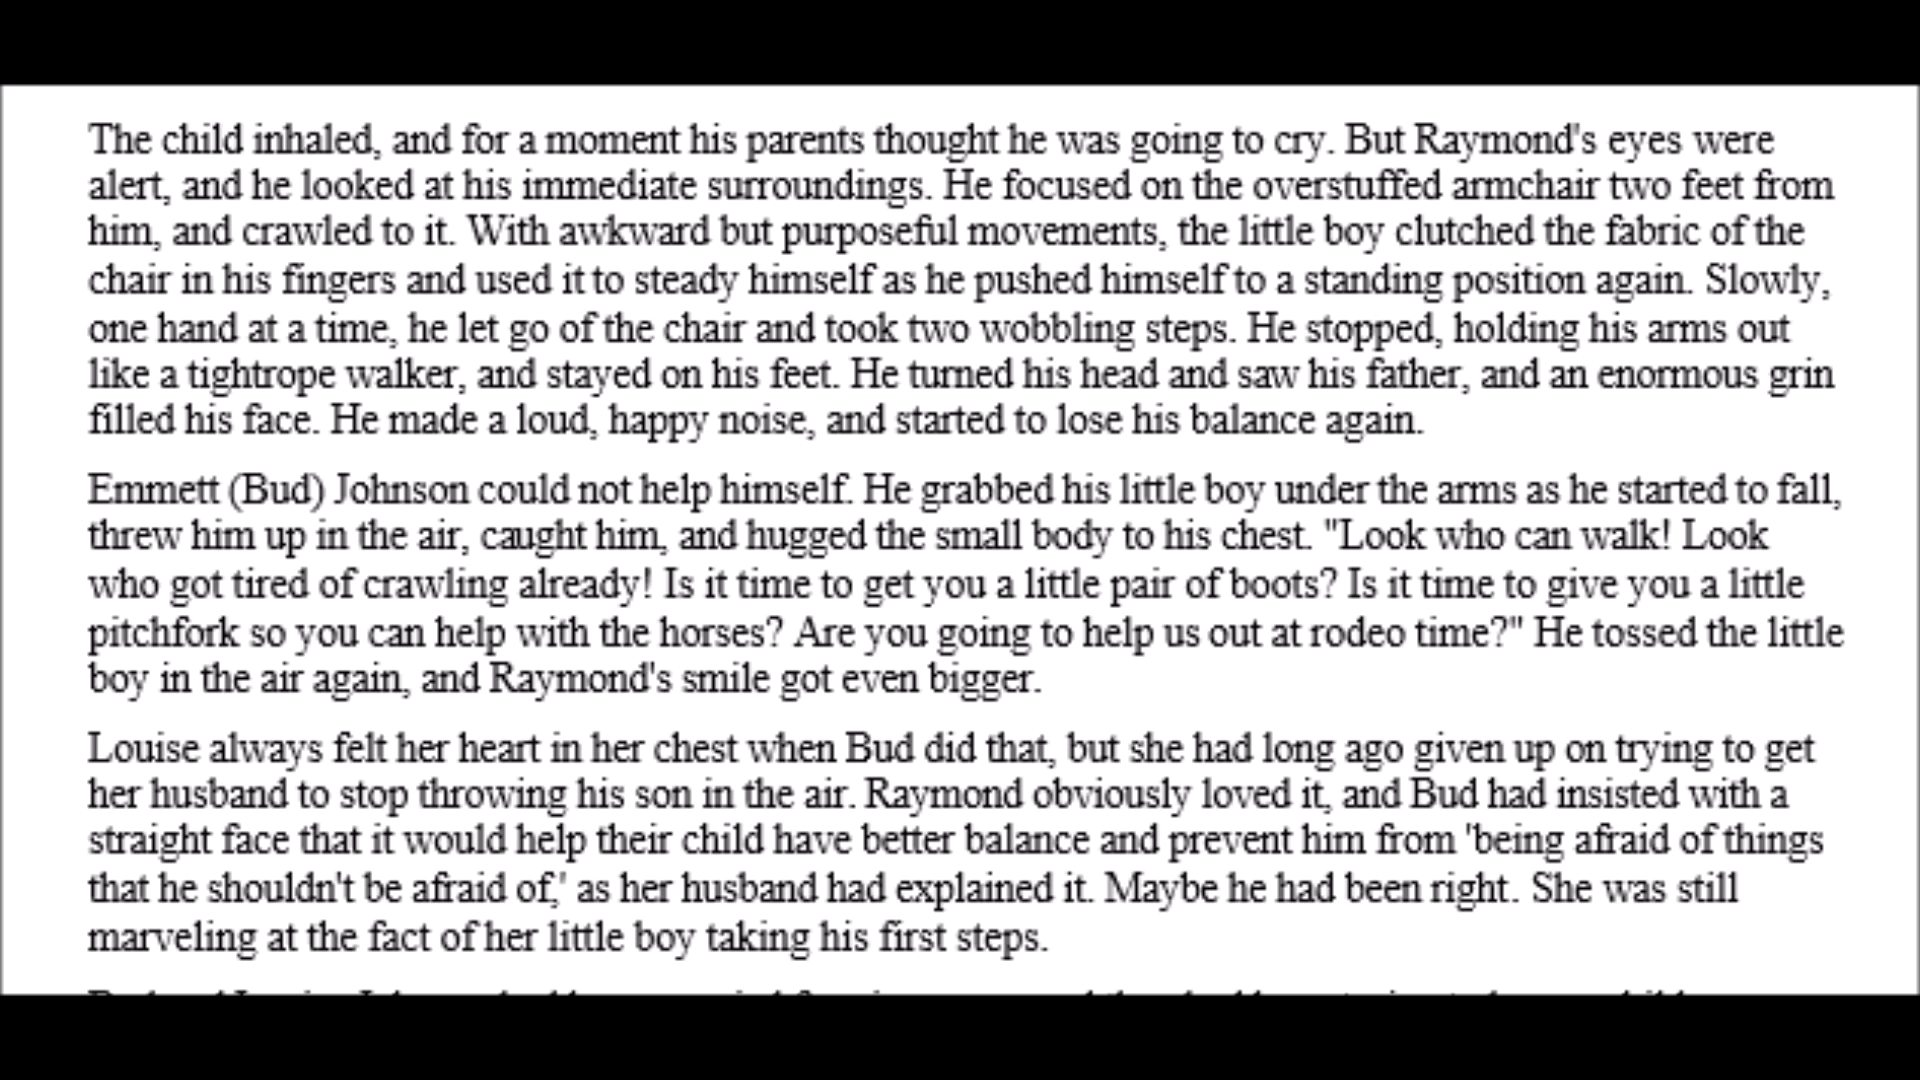 The child inhaled, and for a moment his parents thought he was going to cry. But Raymond's eyes were
alert, and he looked at his immediate surroundings. He focused on the overstuffed armchair two feet from
him, and crawled to it. With awkward but purposeful movements, the little boy clutched the fabric of the
chair in his fingers and used it to steady himself as he pushed himself to a standing position again. Slowly,
one hand at a time, he let go of the chair and took two wobbling steps. He stopped, holding his arms out
like a tightrope walker, and stayed on his feet. He turned his head and saw his father, and an enormous grin
filled his face. He made a loud, happy noise, and started to lose his balance again.
Emmett (Bud) Johnson could not help himself. He grabbed his little boy under the arms as he started to fall,
threw him up in the air, caught him, and hugged the small body to his chest. "Look who can walk! Look
who got tired of crawling already! Is it time to get you a little pair of boots? Is it time to give you a little
pitchfork so you can help with the horses? Are you going to help us out at rodeo time?" He tossed the little
boy in the air again, and Raymond's smile got even bigger.
Louise always felt her heart in her chest when Bud did that, but she had long ago given up on trying to get
her husband to stop throwing his son in the air. Raymond obviously loved it, and Bud had insisted with a
straight face that it would help their child have better balance and prevent him from 'being afraid of things
that he shouldn't be afraid of,' as her husband had explained it. Maybe he had been right. She was still
marveling at the fact of her little boy taking his first steps.